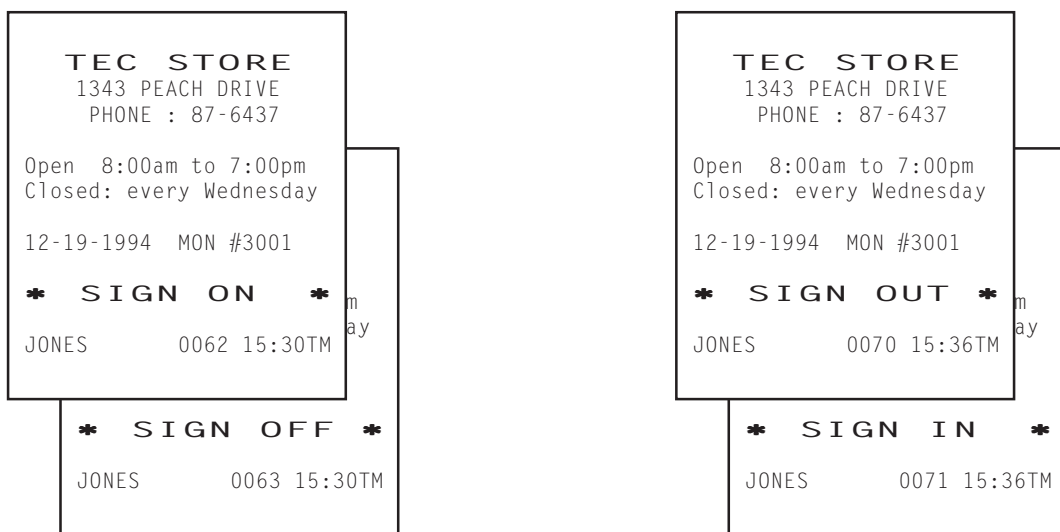 TEC STORE
1343 PEACH DRIVE
PHONE : 87-6437
Open 8:00am to 7:00pm
Closed: every Wednesday
12-19-1994 MON #3001
* SIGN ON *
JONES 0062 15:30TM
m
ay
* SIGN OFF *
JONES 0063 15:30TM
TEC STORE
1343 PEACH DRIVE
PHONE : 87-6437
Open 8:00am to 7:00pm
Closed: every Wednesday
12-19-1994 MON #3001
* SIGN OUT *
JONES 0070 15:36TM
m
ay
* SIGN IN *
JONES 0071 15:36TM